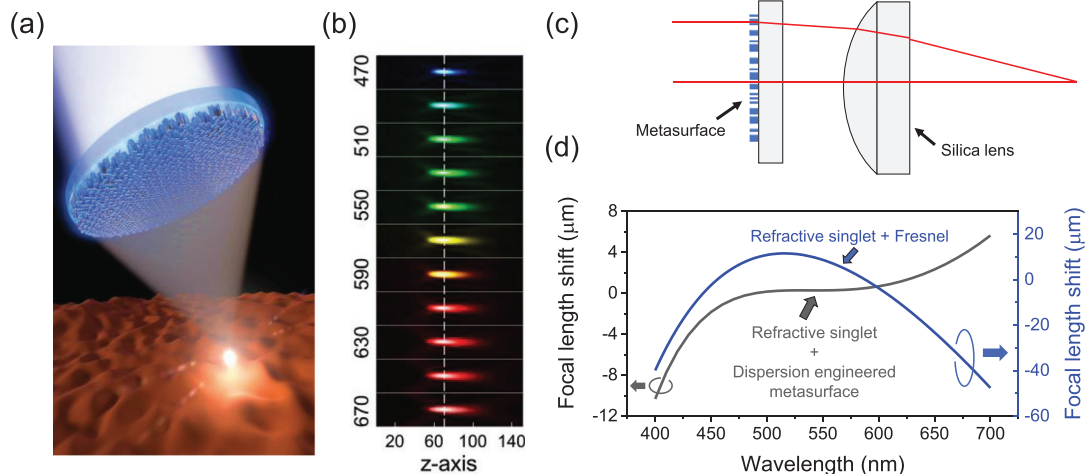 (a)
(b)
470
510
550
590
630
670
20 60 100 140
z-axis
(c)
Metasurface
Silica lens
(d)
Focal length shift (μm)
8
4
0
-4
-8
-12
Refractive singlet + Fresnel
Refractive singlet
+
Dispersion engineered
metasurface
20
0
-20
-40
-60
Focal length shift (μm)
400 450 500 550 600 650 700
Wavelength (nm)